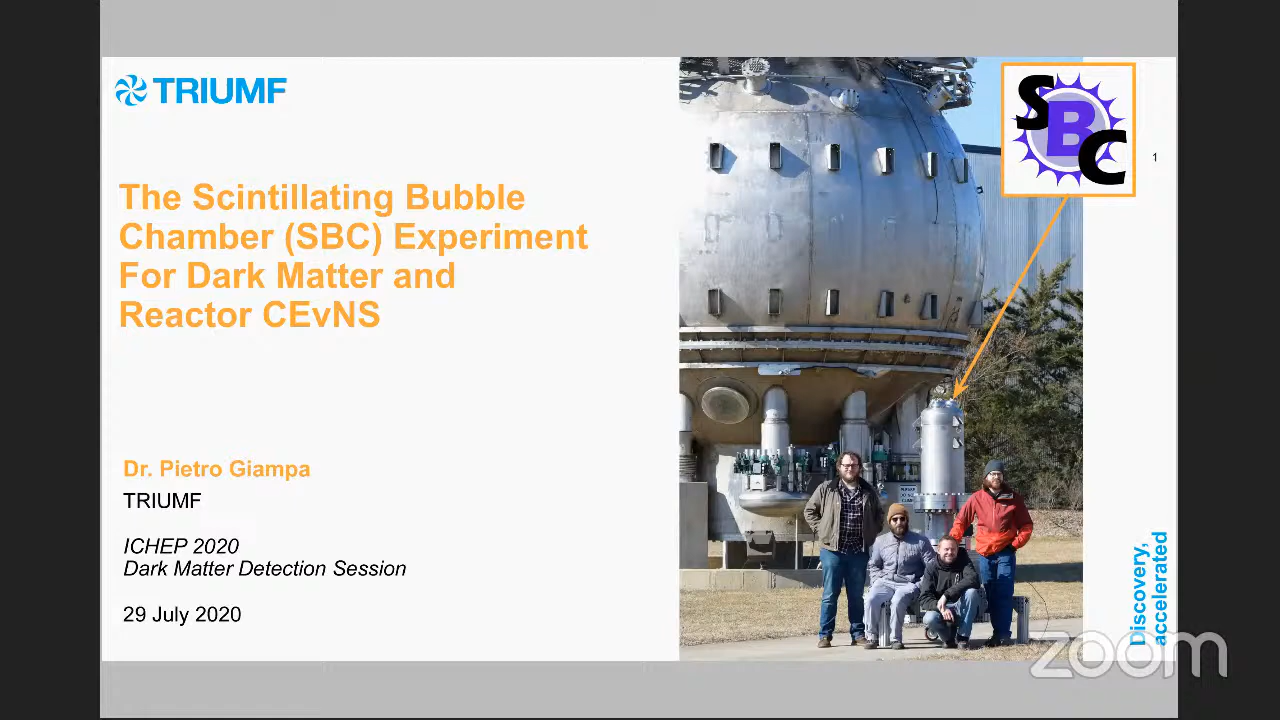 TRIUMF
SBC
1
The Scintillating Bubble
Chamber (SBC) Experiment
For Dark Matter and
Reactor CEvNS
Dr. Pietro Giampa
TRIUMF
ICHEP 2020
Dark Matter Detection Session
29 July 2020
Discovery,
accelerated
zoom